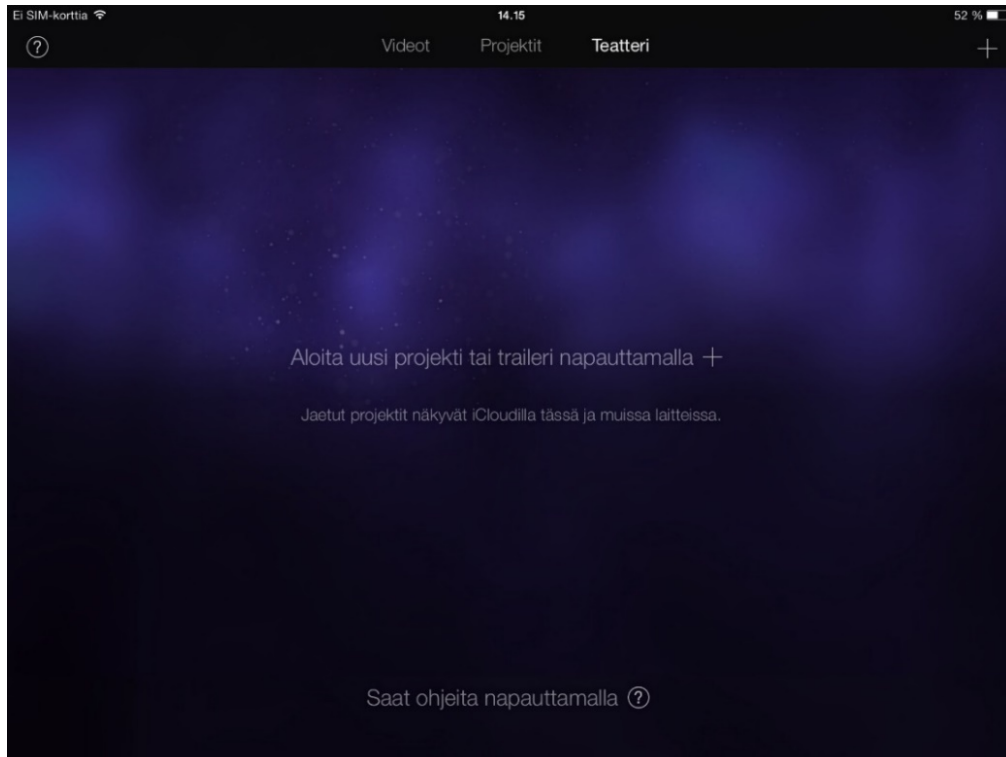 Ei SIM-korttia
14.15
52 %
?
Videot
Projektit
Teatteri
+
Aloita uusi projekti tai traileri napauttamalla +
Jaetut projektit näkyvät iCloudilla tässä ja muissa laitteissa.
Saat ohjeita napauttamalla ?